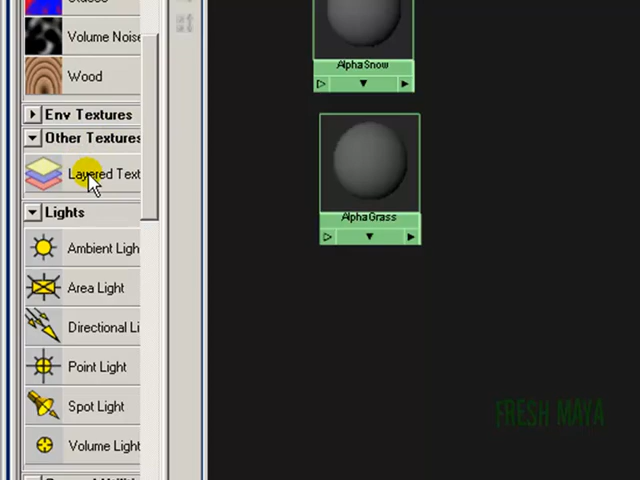 Volume Noise
Wood
Env Textures
Other Textures
Layered Text
Lights
Ambient Ligh
Area Light
Directional Li
Point Light
Spot Light
Volume Light
AlphaSnow
AlphaGrass
FRESH MAYA